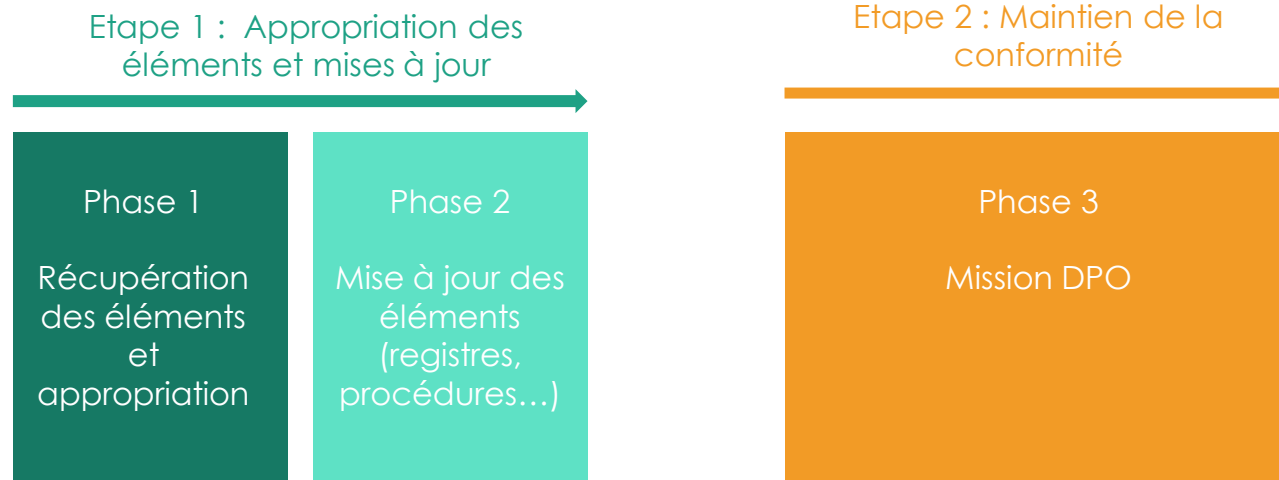 Etape 1 : Appropriation des
éléments et mises à jour
Etape 2 : Maintien de la
conformité
Phase 1
Récupération
des éléments
et
appropriation
Phase 2
Mise à jour des
éléments
(registres,
procédures…)
Phase 3
Mission DPO